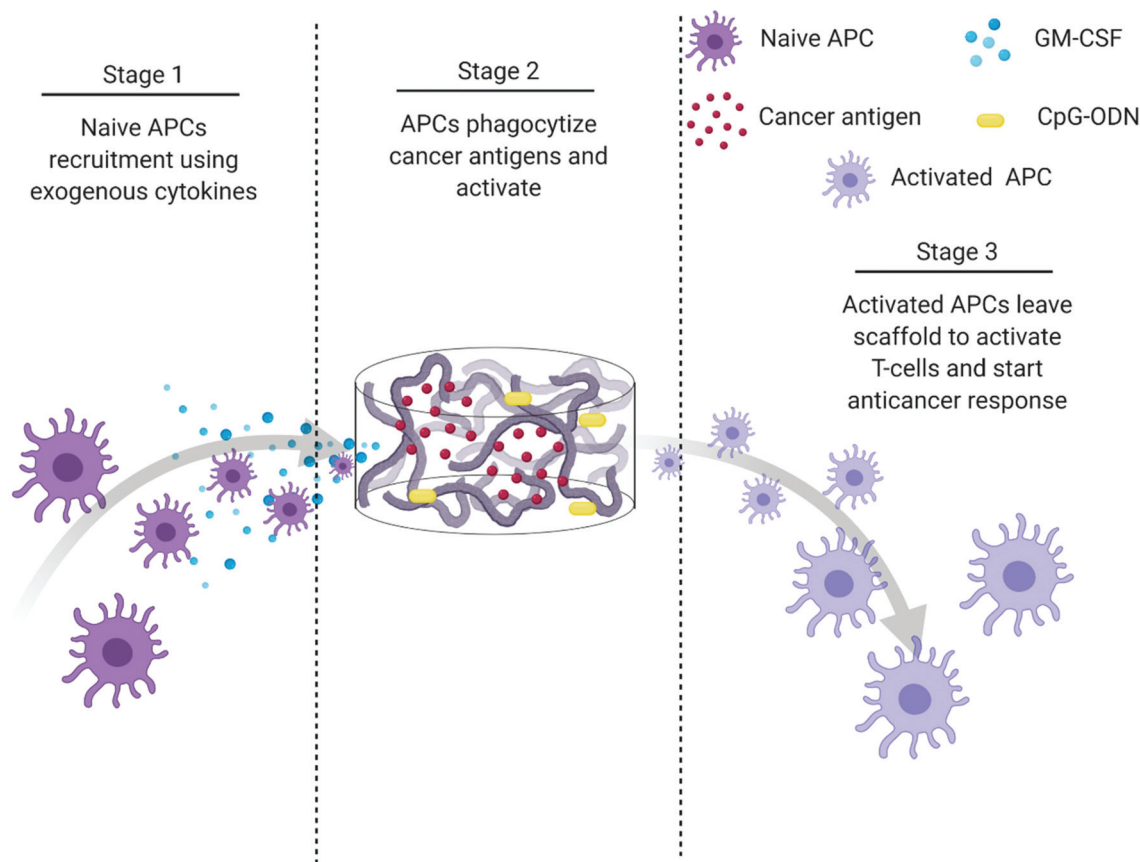 Stage 1
Naive APCs
recruitment using
exogenous cytokines
Stage 2
APCs phagocytize
cancer antigens and
activate
Naive APC
GM-CSF
Cancer antigen
CpG-ODN
Activated APC
Stage 3
Activated APCs leave
scaffold to activate
T-cells and start
anticancer response